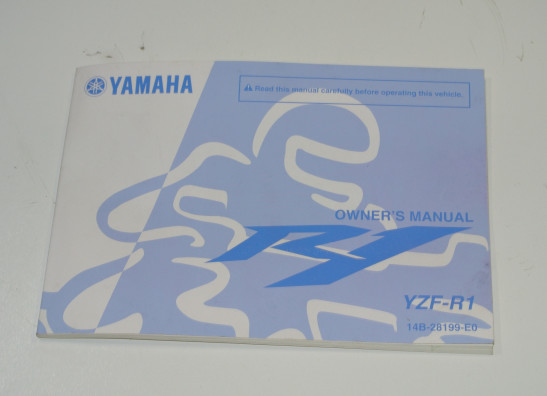 YAMAHA
⚠ Read this manual carefully before operating this vehicle.
OWNER'S MANUAL
R1
YZF-R1
14B-28199-E0